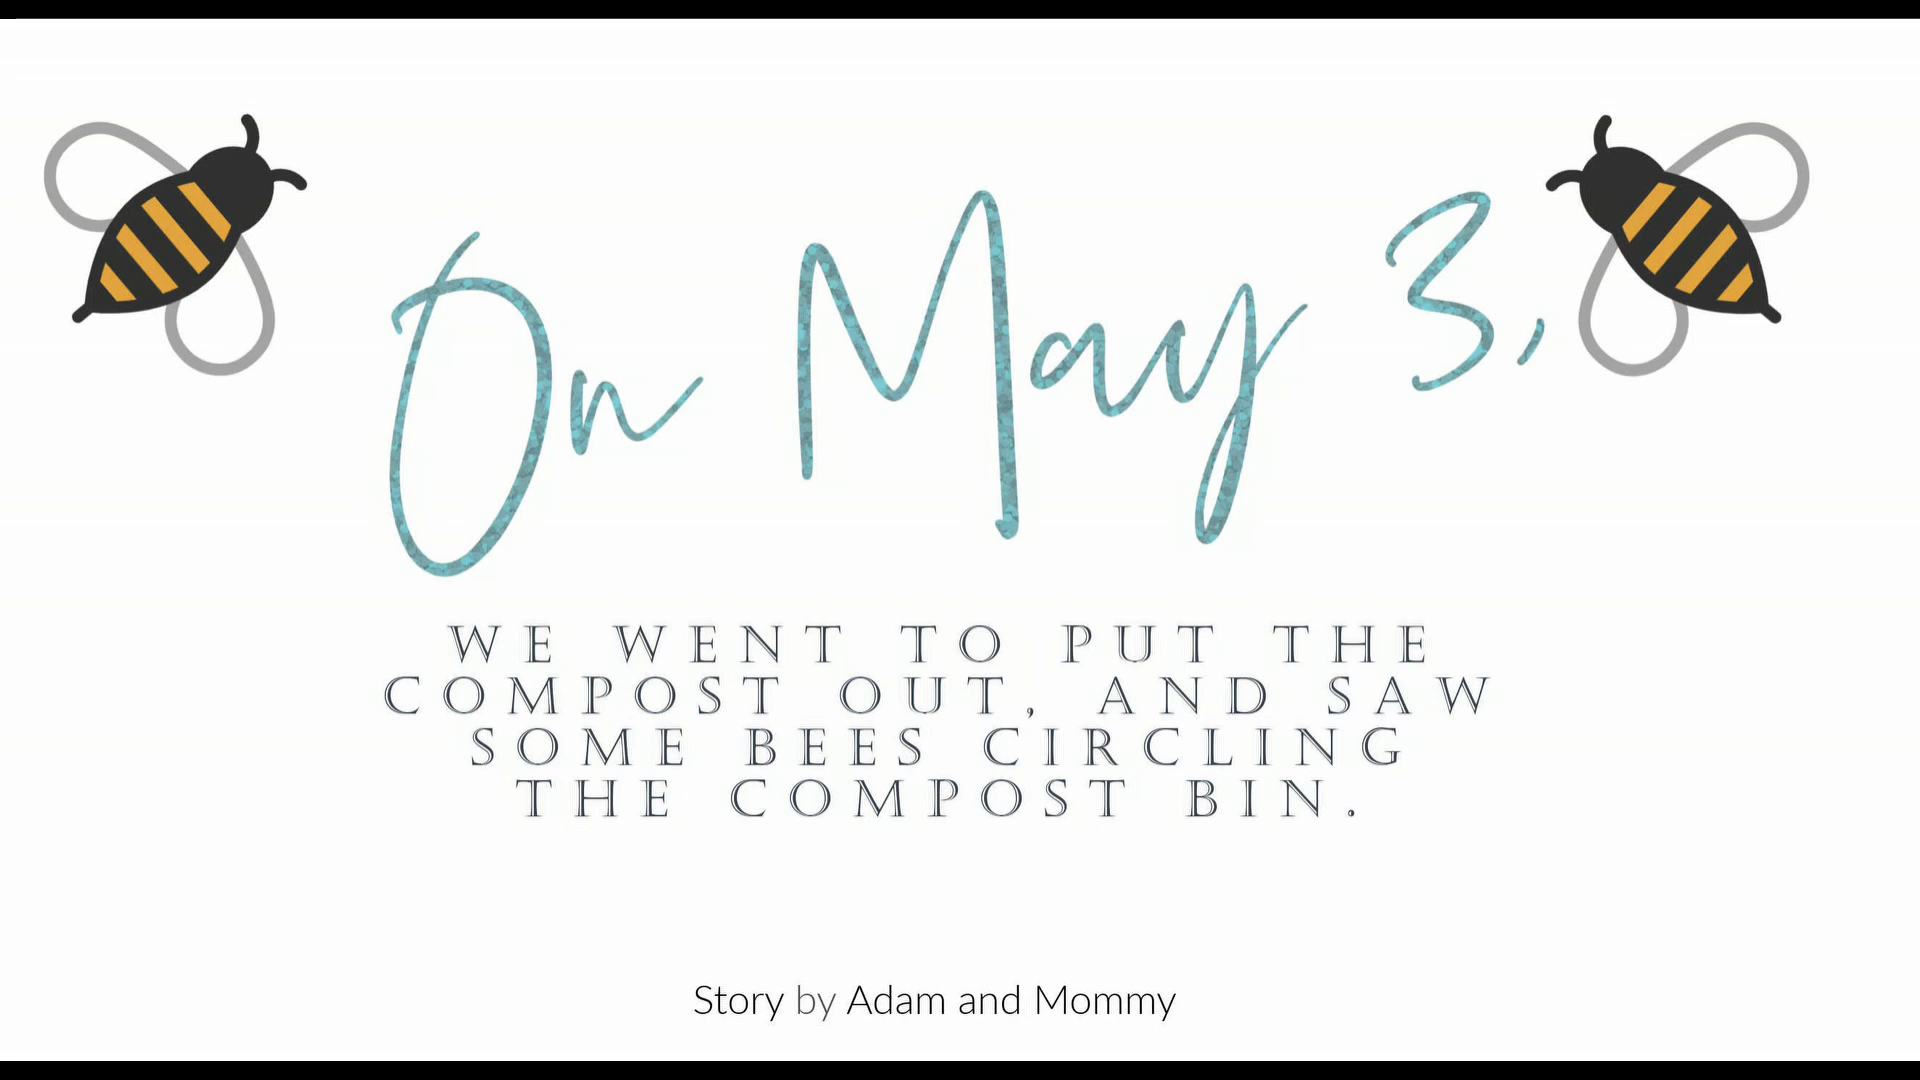 On May 3,
WE WENT TO PUT THE
COMPOST OUT, AND SAW
SOME BEES CIRCLING
THE COMPOST BIN.
Story by Adam and Mommy